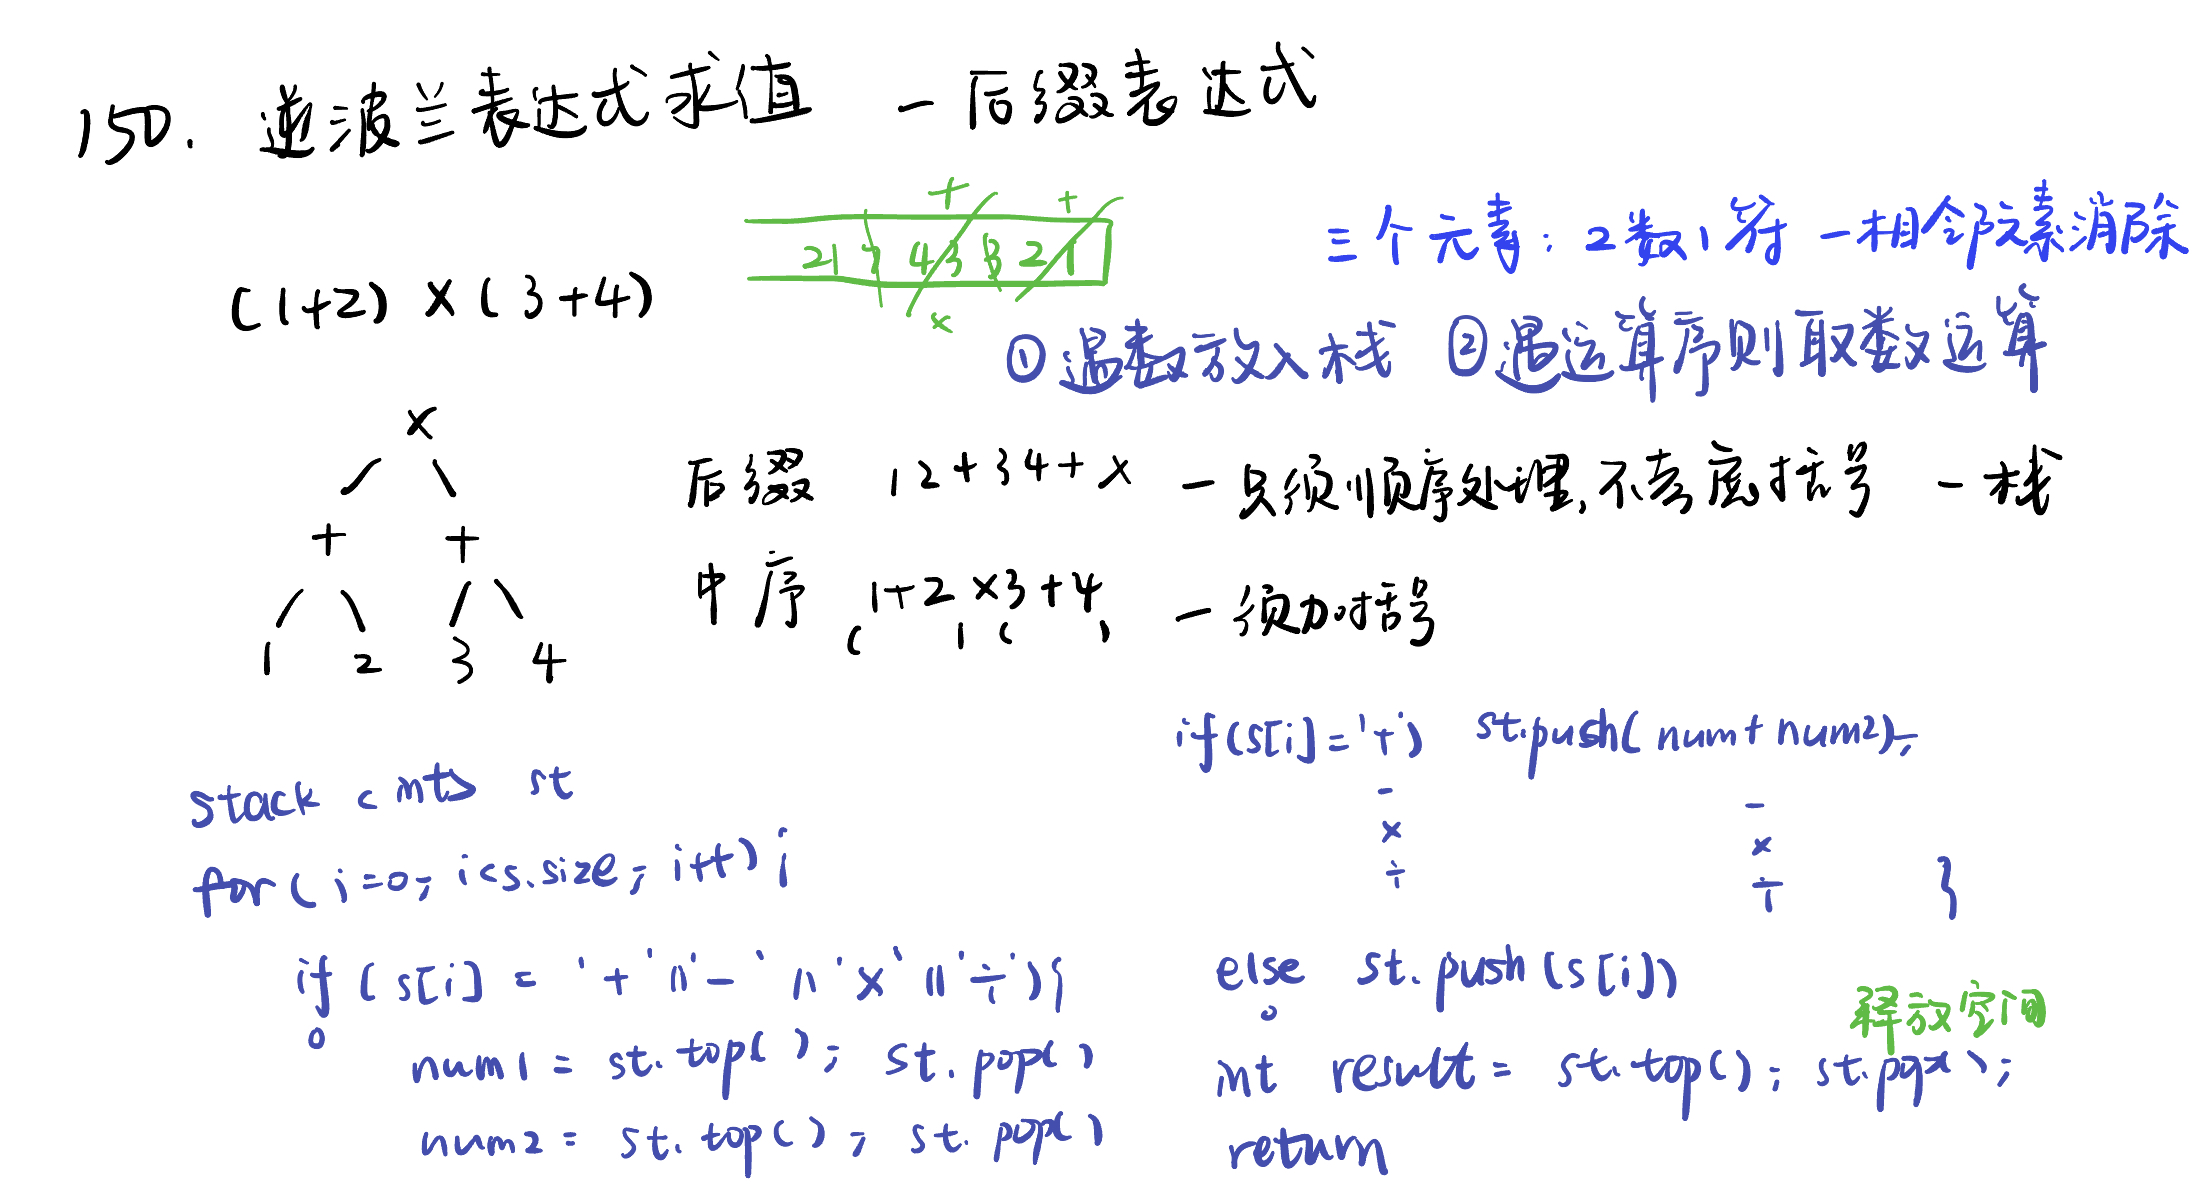 150. 逆波兰表达式求值 — 后缀表达式
三个元素: 2数1符 — 相邻元素消除
+ +
21 7 4 3 3 2 1
×
(1+2) × (3+4)
①遇数放入栈 ②遇运算序则取数运算
×
+ +
1 2 3 4
后缀 1 2 + 3 4 + × — 只须顺序处理,不考虑括号 — 栈
中序 1+2 ×3+4 — 须加括号
( ) ( )
stack <int> st
for( i=0; i<s.size; i++) {
if ( s[i] = '+' || '-' || '×' || '÷') {
num1 = st.top( ); st.pop( )
num2 = st.top( ); st.pop( )
if(s[i]='+') st.push( num+ num2);
- -
× ×
÷ ÷ }
else st.push (s[i])
释放空间
int result = st.top(); st.pop( );
return